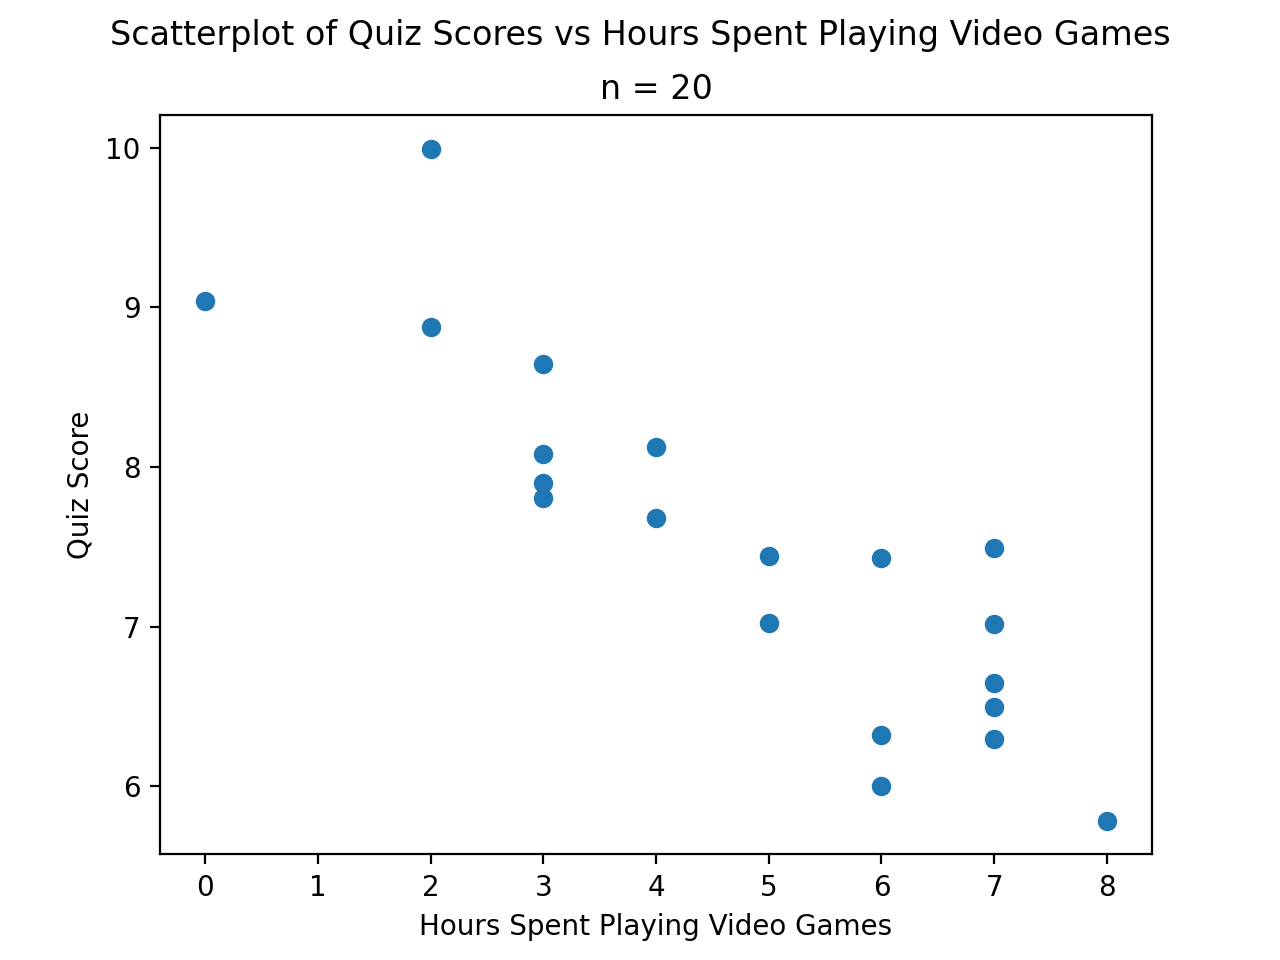 Scatterplot of Quiz Scores vs Hours Spent Playing Video Games
n = 20
10
9
8
7
6
Quiz Score
0 1 2 3 4 5 6 7 8
Hours Spent Playing Video Games